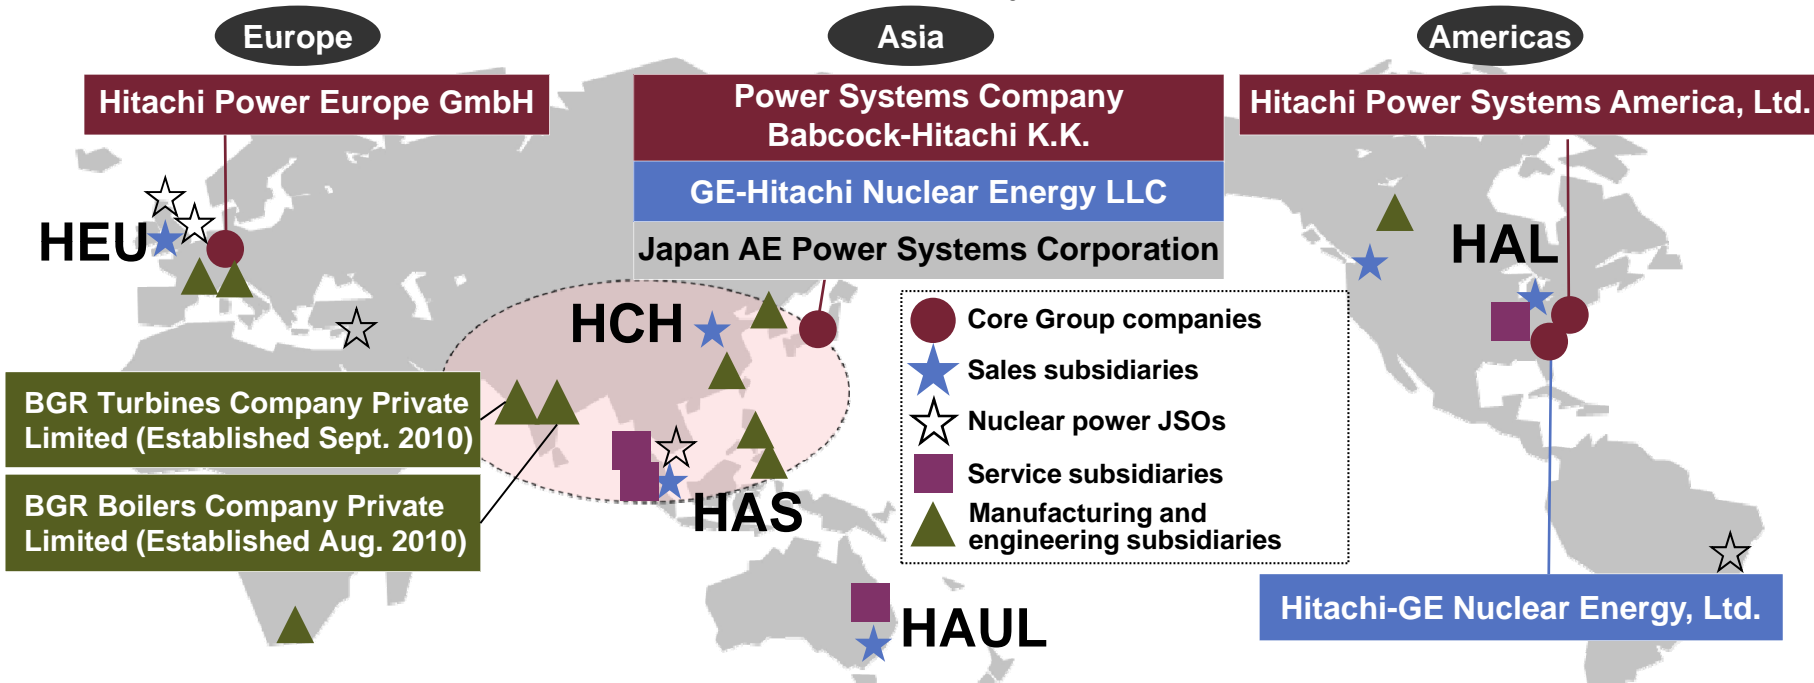 Europe
Asia
Americas
Hitachi Power Europe GmbH
Power Systems Company
Babcock-Hitachi K.K.
GE-Hitachi Nuclear Energy LLC
Japan AE Power Systems Corporation
Hitachi Power Systems America, Ltd.
HEU
HCH
HAS
HAUL
HAL
BGR Turbines Company Private
Limited (Established Sept. 2010)
BGR Boilers Company Private
Limited (Established Aug. 2010)
Core Group companies
Sales subsidiaries
Nuclear power JSOs
Service subsidiaries
Manufacturing and
engineering subsidiaries
Hitachi-GE Nuclear Energy, Ltd.